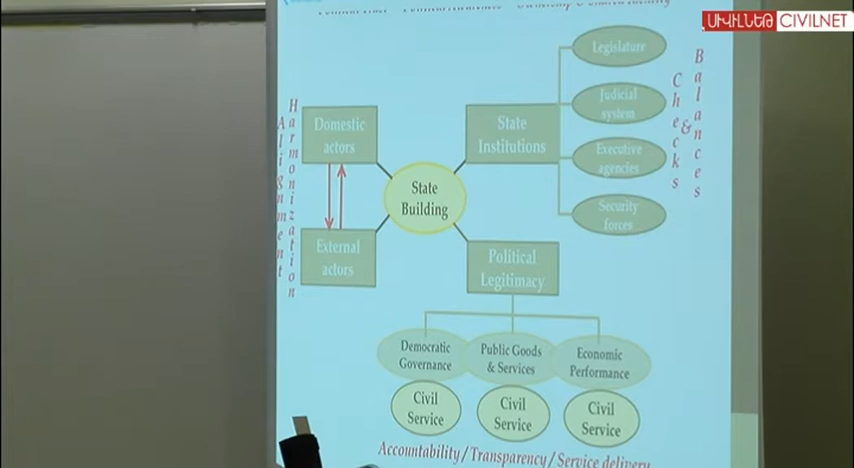 ՍԻՎԻԼՆԵԹ CIVILNET
Legislature
Judicial
system
Executive
agencies
Security
forces
Checks
&
Balances
Harmonization
Alignment
Domestic
actors
External
actors
State
Building
State
Institutions
Political
Legitimacy
Democratic
Governance
Public Goods
& Services
Economic
Performance
Civil
Service
Civil
Service
Civil
Service
Accountability / Transparency / Service delivery